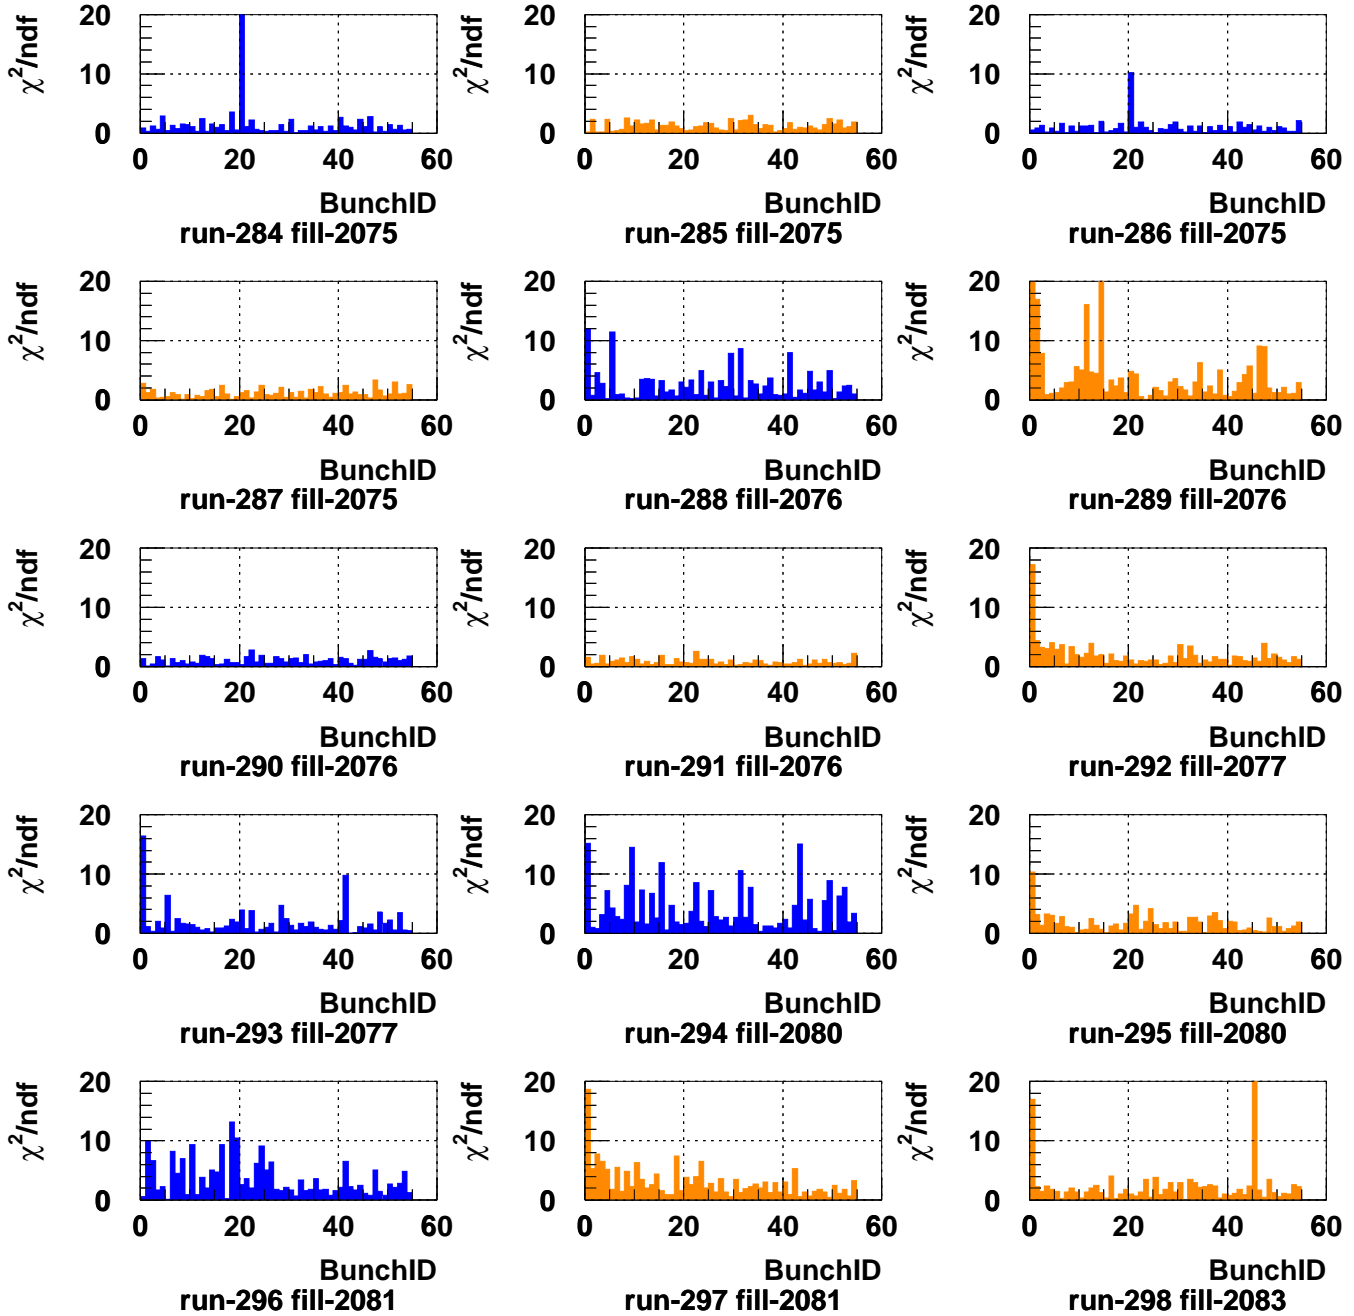 χ²/ndf 20 10 0 0 20 40 60 BunchID
χ²/ndf 20 10 0 0 20 40 60 BunchID
χ²/ndf 20 10 0 0 20 40 60 BunchID
run-284 fill-2075
run-285 fill-2075
run-286 fill-2075
χ²/ndf 20 10 0 0 20 40 60 BunchID
χ²/ndf 20 10 0 0 20 40 60 BunchID
χ²/ndf 20 10 0 0 20 40 60 BunchID
run-287 fill-2075
run-288 fill-2076
run-289 fill-2076
χ²/ndf 20 10 0 0 20 40 60 BunchID
χ²/ndf 20 10 0 0 20 40 60 BunchID
χ²/ndf 20 10 0 0 20 40 60 BunchID
run-290 fill-2076
run-291 fill-2076
run-292 fill-2077
χ²/ndf 20 10 0 0 20 40 60 BunchID
χ²/ndf 20 10 0 0 20 40 60 BunchID
χ²/ndf 20 10 0 0 20 40 60 BunchID
run-293 fill-2077
run-294 fill-2080
run-295 fill-2080
χ²/ndf 20 10 0 0 20 40 60 BunchID
χ²/ndf 20 10 0 0 20 40 60 BunchID
χ²/ndf 20 10 0 0 20 40 60 BunchID
run-296 fill-2081
run-297 fill-2081
run-298 fill-2083